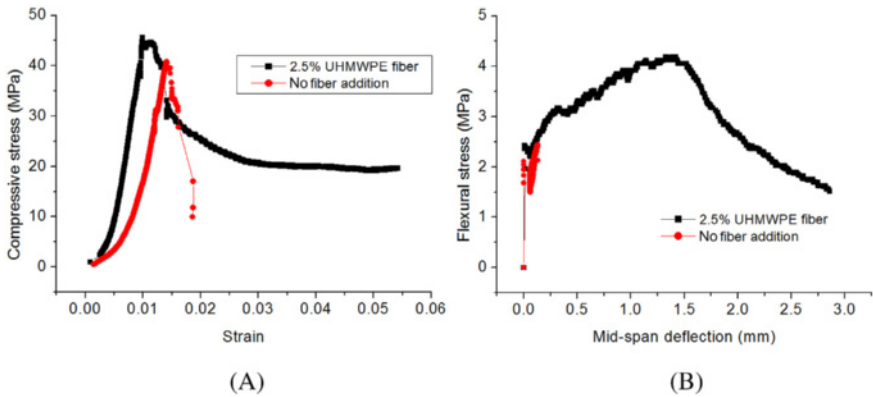 50
40
30
20
10
0
Compressive stress (MPa)
2.5% UHMWPE fiber
No fiber addition
0.00 0.01 0.02 0.03 0.04 0.05 0.06
Strain
(A)
5
4
3
2
1
0
Flexural stress (MPa)
2.5% UHMWPE fiber
No fiber addition
0.0 0.5 1.0 1.5 2.0 2.5 3.0
Mid-span deflection (mm)
(B)